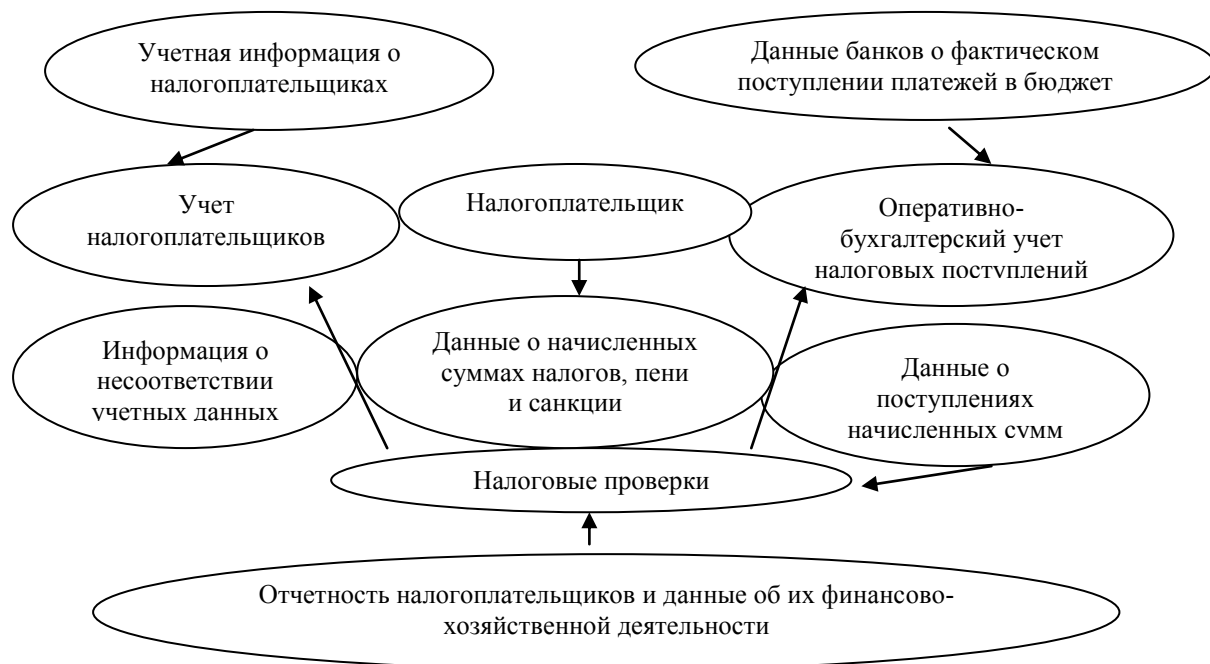 Учетная информация о
налогоплательщиках
Данные банков о фактическом
поступлении платежей в бюджет
Учет
налогоплательщиков
Налогоплательщик
Оперативно-
бухгалтерский учет
налоговых поступлений
Информация о
несоответствии
учетных данных
Данные о начисленных
суммах налогов, пени
и санкции
Данные о
поступлениях
начисленных сумм
Налоговые проверки
Отчетность налогоплательщиков и данные об их финансово-
хозяйственной деятельности